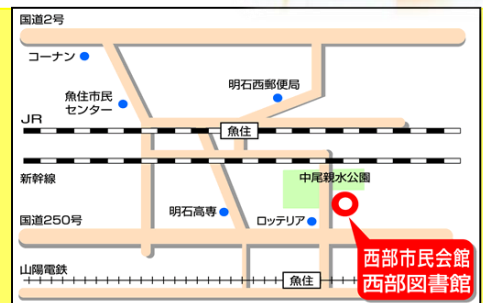 国道2号
コーナン
明石西郵便局
魚住市民
センター
JR
魚住
新幹線
中尾親水公園
明石高専
ロッテリア
国道250号
西部市民会館
西部図書館
山陽電鉄
魚住